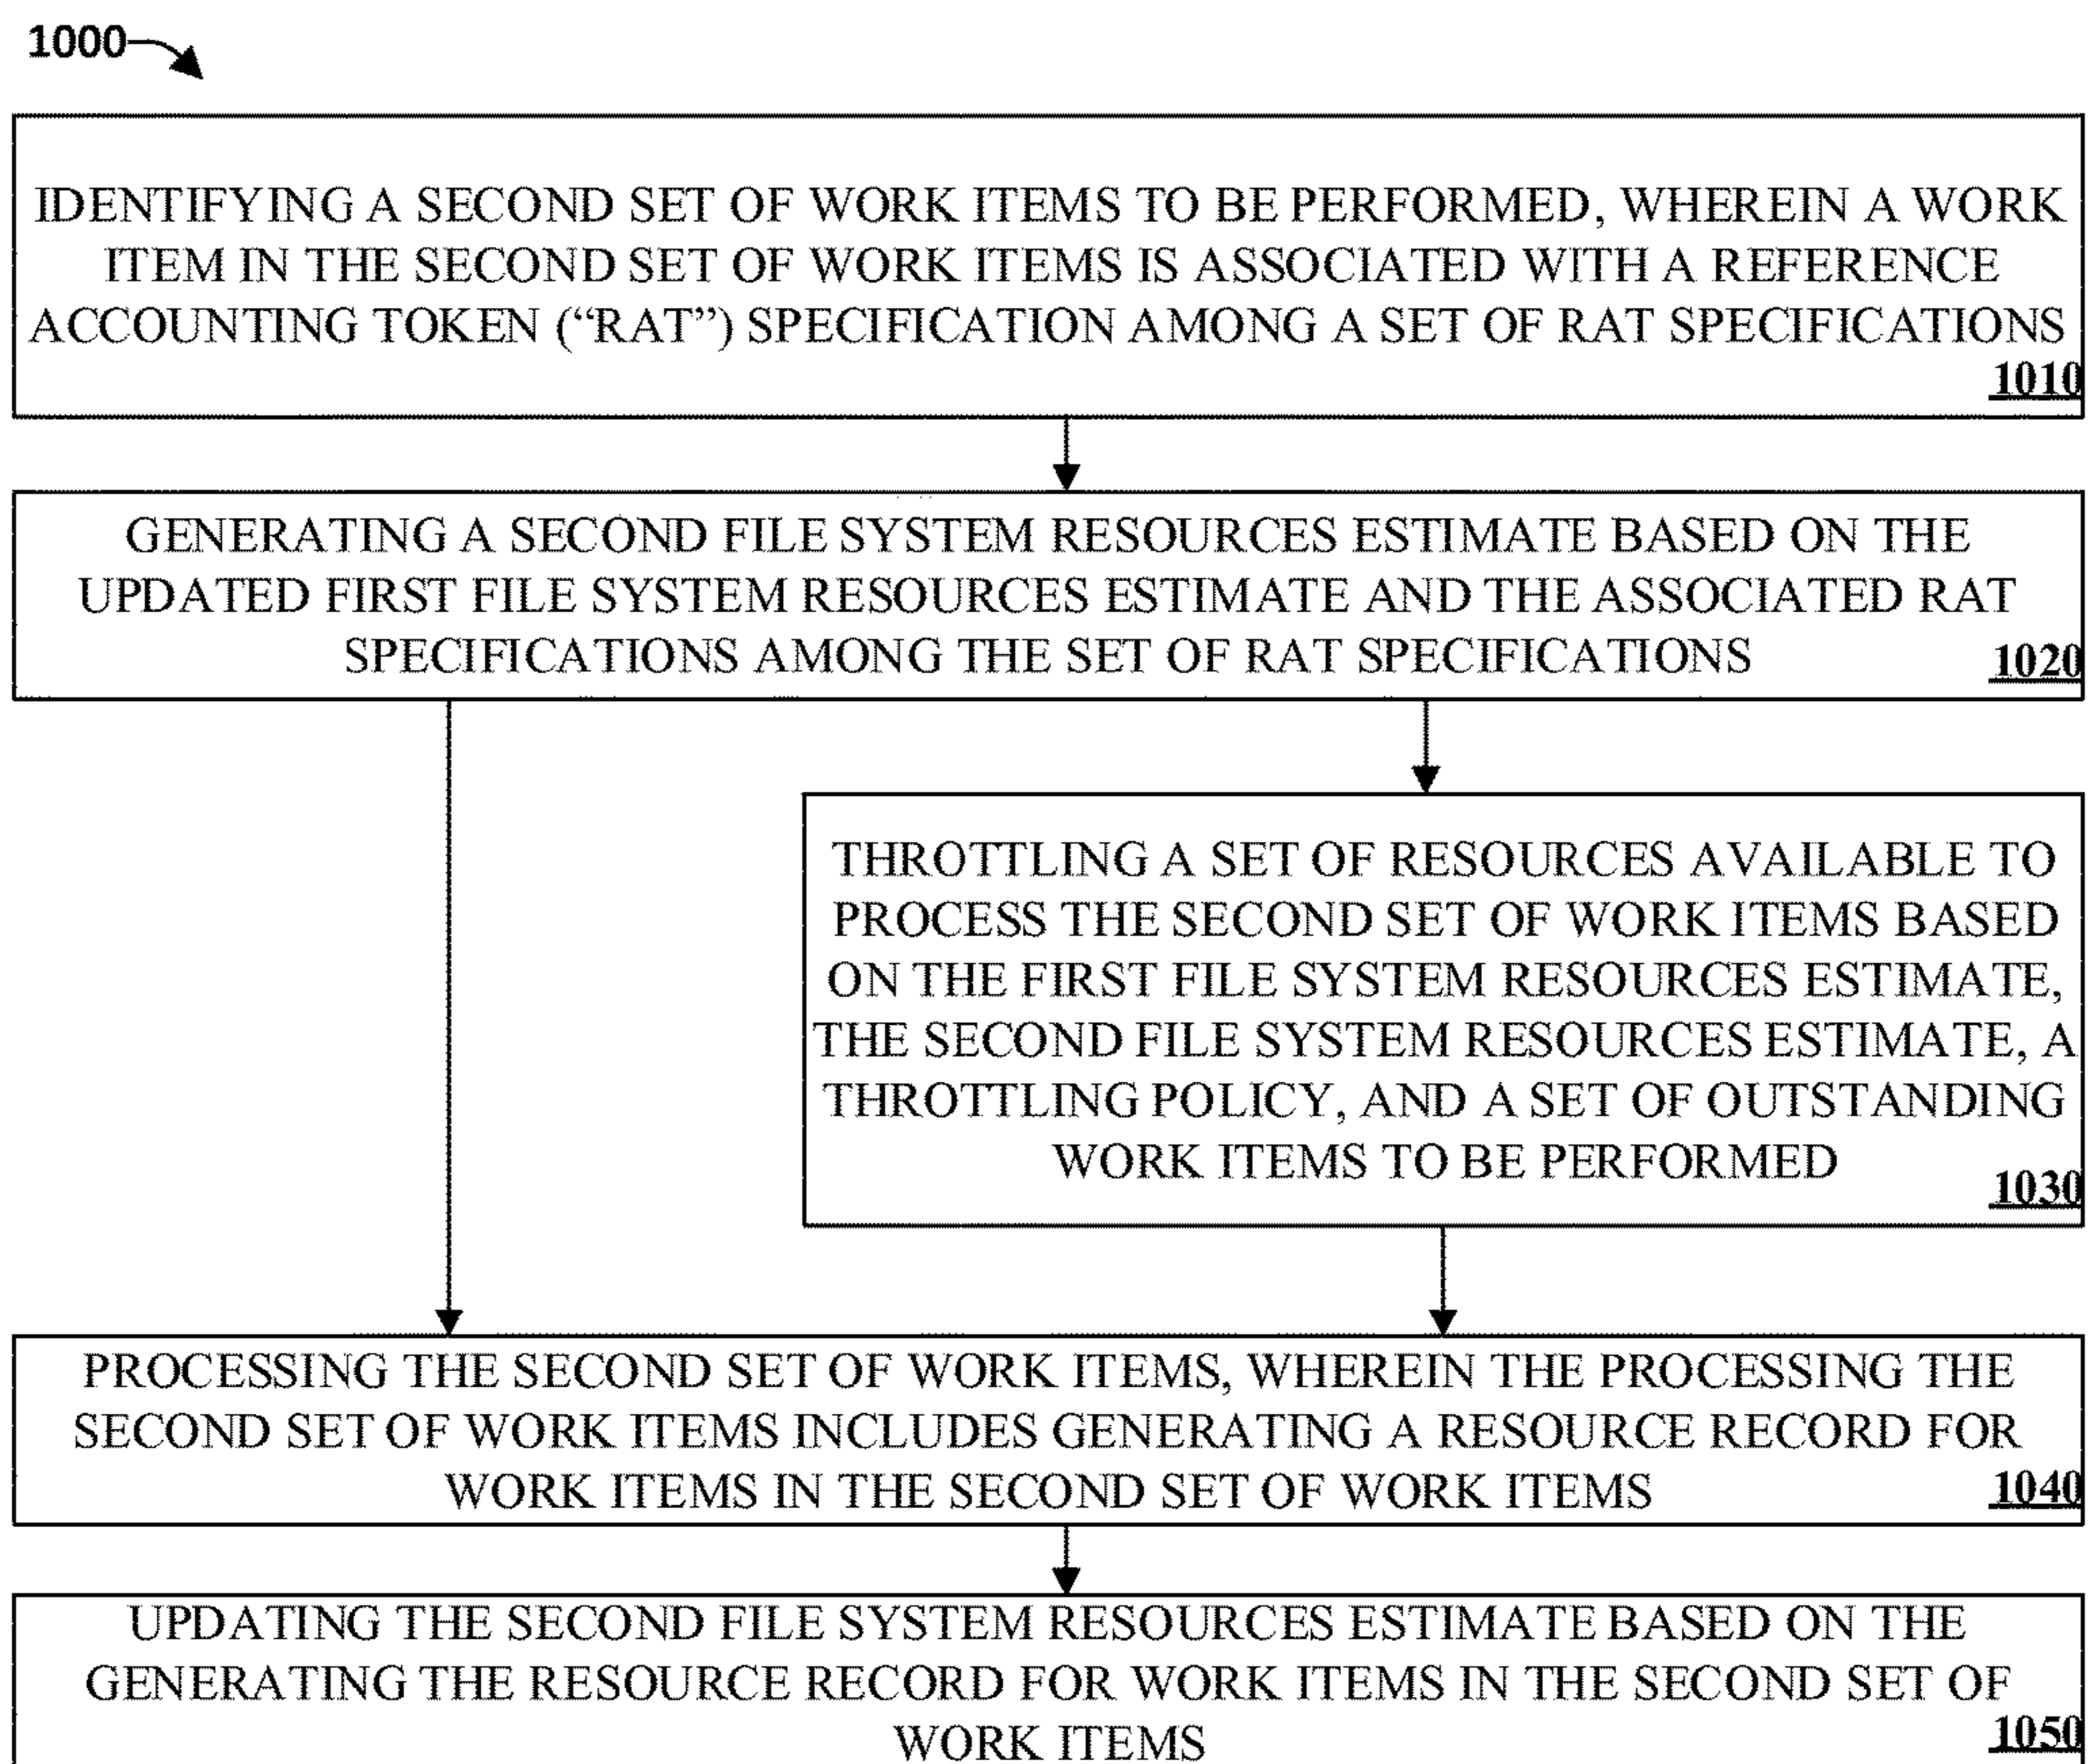 1000
IDENTIFYING A SECOND SET OF WORK ITEMS TO BE PERFORMED, WHEREIN A WORK
ITEM IN THE SECOND SET OF WORK ITEMS IS ASSOCIATED WITH A REFERENCE
ACCOUNTING TOKEN (“RAT”) SPECIFICATION AMONG A SET OF RAT SPECIFICATIONS
1010
GENERATING A SECOND FILE SYSTEM RESOURCES ESTIMATE BASED ON THE
UPDATED FIRST FILE SYSTEM RESOURCES ESTIMATE AND THE ASSOCIATED RAT
SPECIFICATIONS AMONG THE SET OF RAT SPECIFICATIONS
1020
THROTTLING A SET OF RESOURCES AVAILABLE TO
PROCESS THE SECOND SET OF WORK ITEMS BASED
ON THE FIRST FILE SYSTEM RESOURCES ESTIMATE,
THE SECOND FILE SYSTEM RESOURCES ESTIMATE, A
THROTTLING POLICY, AND A SET OF OUTSTANDING
WORK ITEMS TO BE PERFORMED
1030
PROCESSING THE SECOND SET OF WORK ITEMS, WHEREIN THE PROCESSING THE
SECOND SET OF WORK ITEMS INCLUDES GENERATING A RESOURCE RECORD FOR
WORK ITEMS IN THE SECOND SET OF WORK ITEMS
1040
UPDATING THE SECOND FILE SYSTEM RESOURCES ESTIMATE BASED ON THE
GENERATING THE RESOURCE RECORD FOR WORK ITEMS IN THE SECOND SET OF
WORK ITEMS
1050